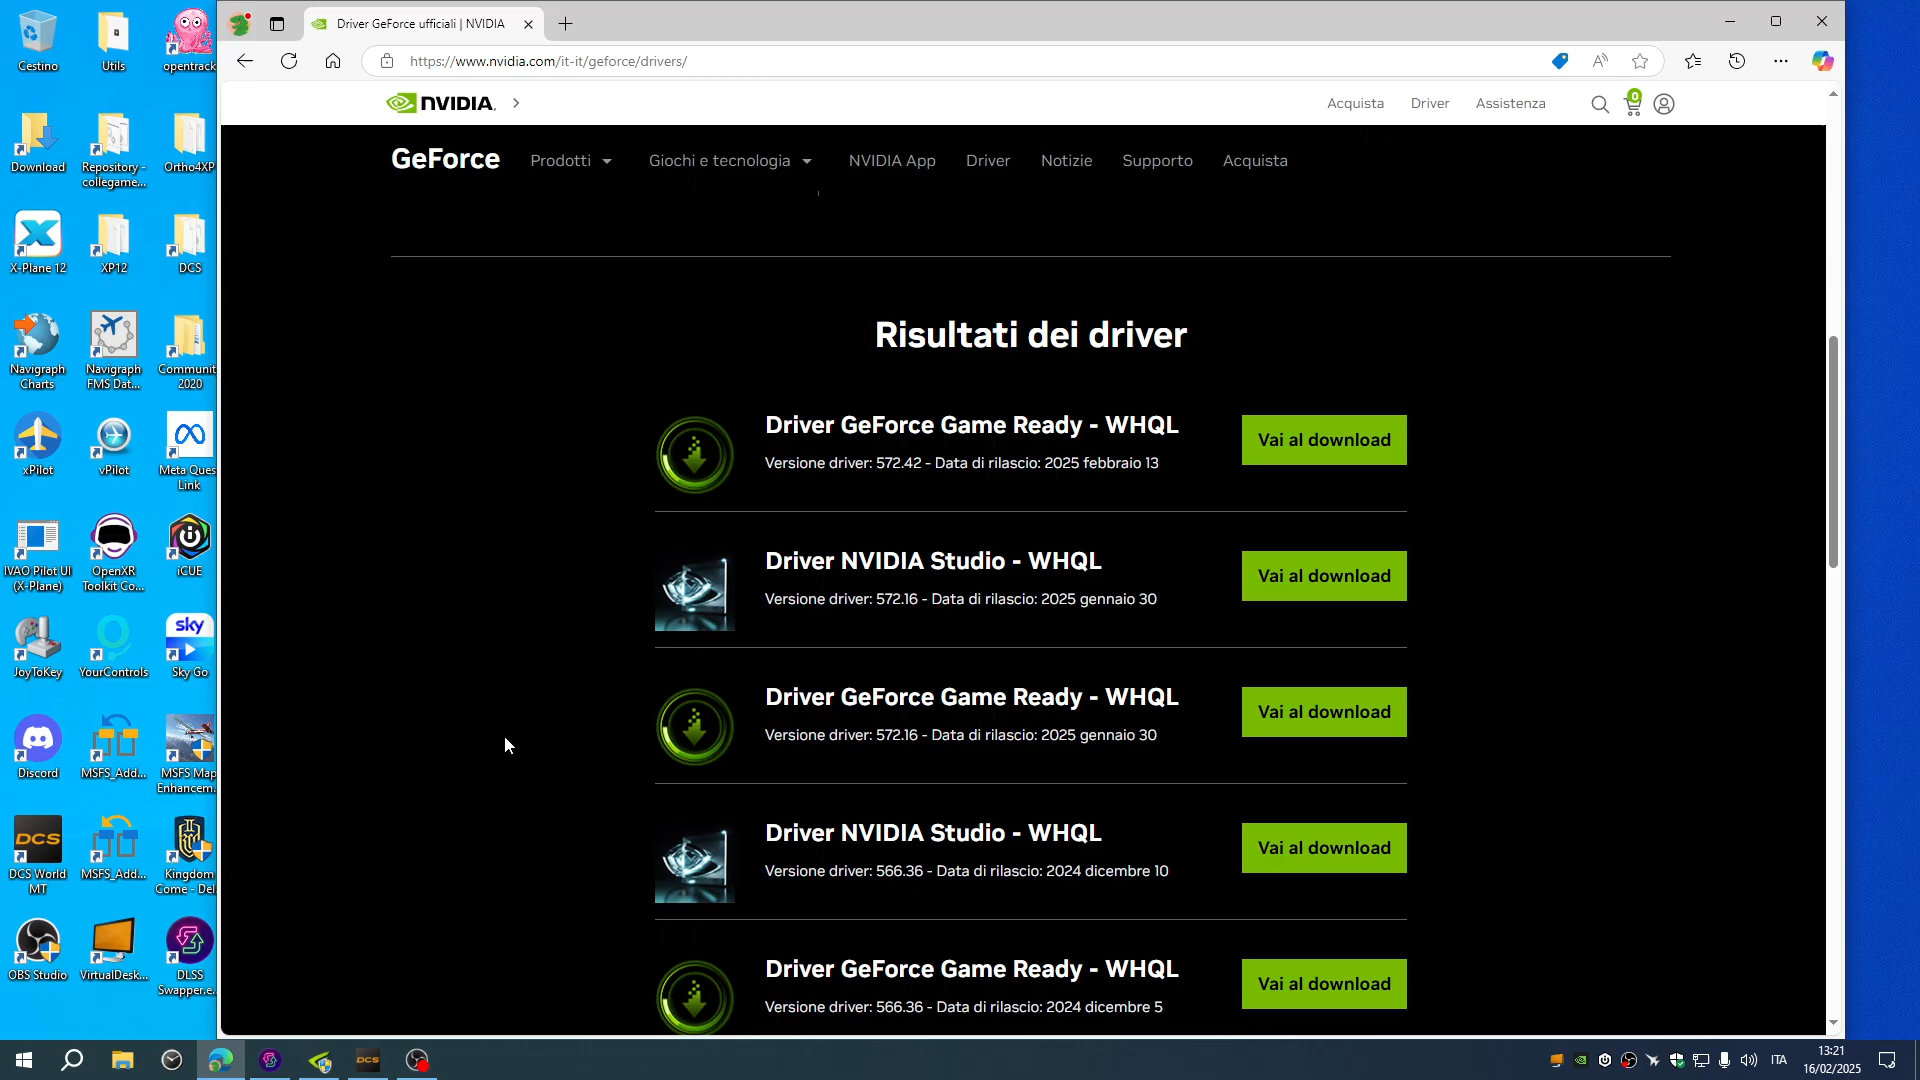 Cestino
Utils
opentrack
Driver GeForce ufficiali | NVIDIA
https://www.nvidia.com/it-it/geforce/drivers/
NVIDIA.
Acquista
Driver
Assistenza
0
GeForce
Prodotti
Giochi e tecnologia
NVIDIA App
Driver
Notizie
Supporto
Acquista
Download
Repository -
collegame...
Ortho4XP
X-Plane 12
XP12
DCS
Navigraph
Charts
Navigraph
FMS Dat...
Communit
2020
xPilot
vPilot
Meta Ques
Link
IVAO Pilot UI
(X-Plane)
OpenXR
Toolkit Co...
iCUE
JoyToKey
YourControls
sky
Sky Go
Discord
MSFS_Add...
MSFS Map
Enhancem.
DCS
DCS World
MT
MSFS_Add...
Kingdom
Come - Del
OBS Studio
VirtualDesk...
DLSS
Swapper.e.
Risultati dei driver
Driver GeForce Game Ready - WHQL
Versione driver: 572.42 - Data di rilascio: 2025 febbraio 13
Vai al download
Driver NVIDIA Studio - WHQL
Versione driver: 572.16 - Data di rilascio: 2025 gennaio 30
Vai al download
Driver GeForce Game Ready - WHQL
Versione driver: 572.16 - Data di rilascio: 2025 gennaio 30
Vai al download
Driver NVIDIA Studio - WHQL
Versione driver: 566.36 - Data di rilascio: 2024 dicembre 10
Vai al download
Driver GeForce Game Ready - WHQL
Versione driver: 566.36 - Data di rilascio: 2024 dicembre 5
Vai al download
DCS
ITA
13:21
16/02/2025